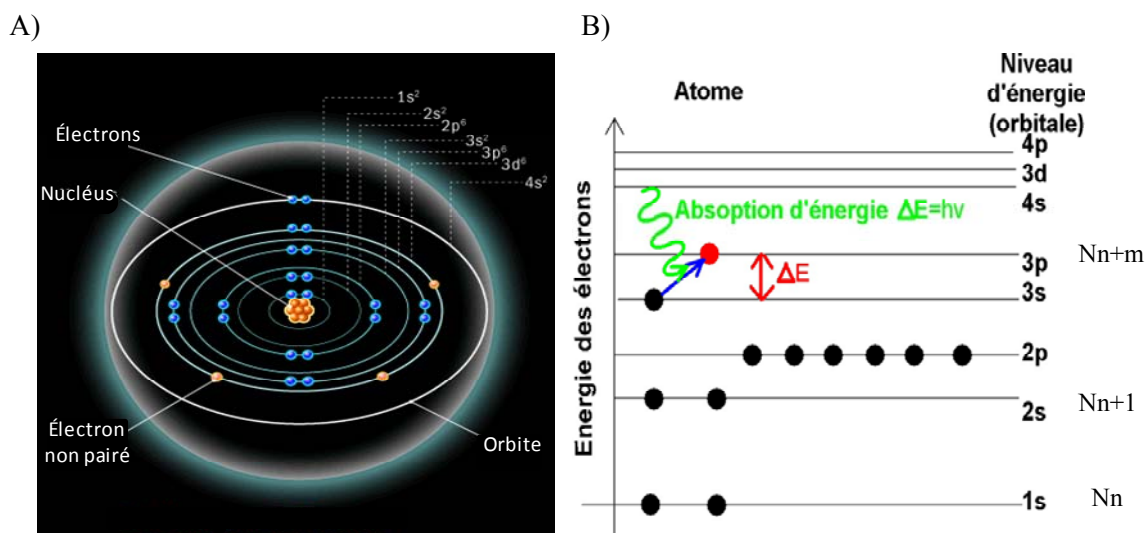 A)
1s²
2s²
2p⁶
3s²
3p⁶
3d⁶
4s²
Électrons
Nucléus
Électron
non pairé
Orbite
B)
Atome
Niveau
d'énergie
(orbitale)
Energie des électrons
4p
3d
4s
Absoption d'énergie ΔE=hv
3p
Nn+m
ΔE
3s
2p
2s
Nn+1
1s
Nn